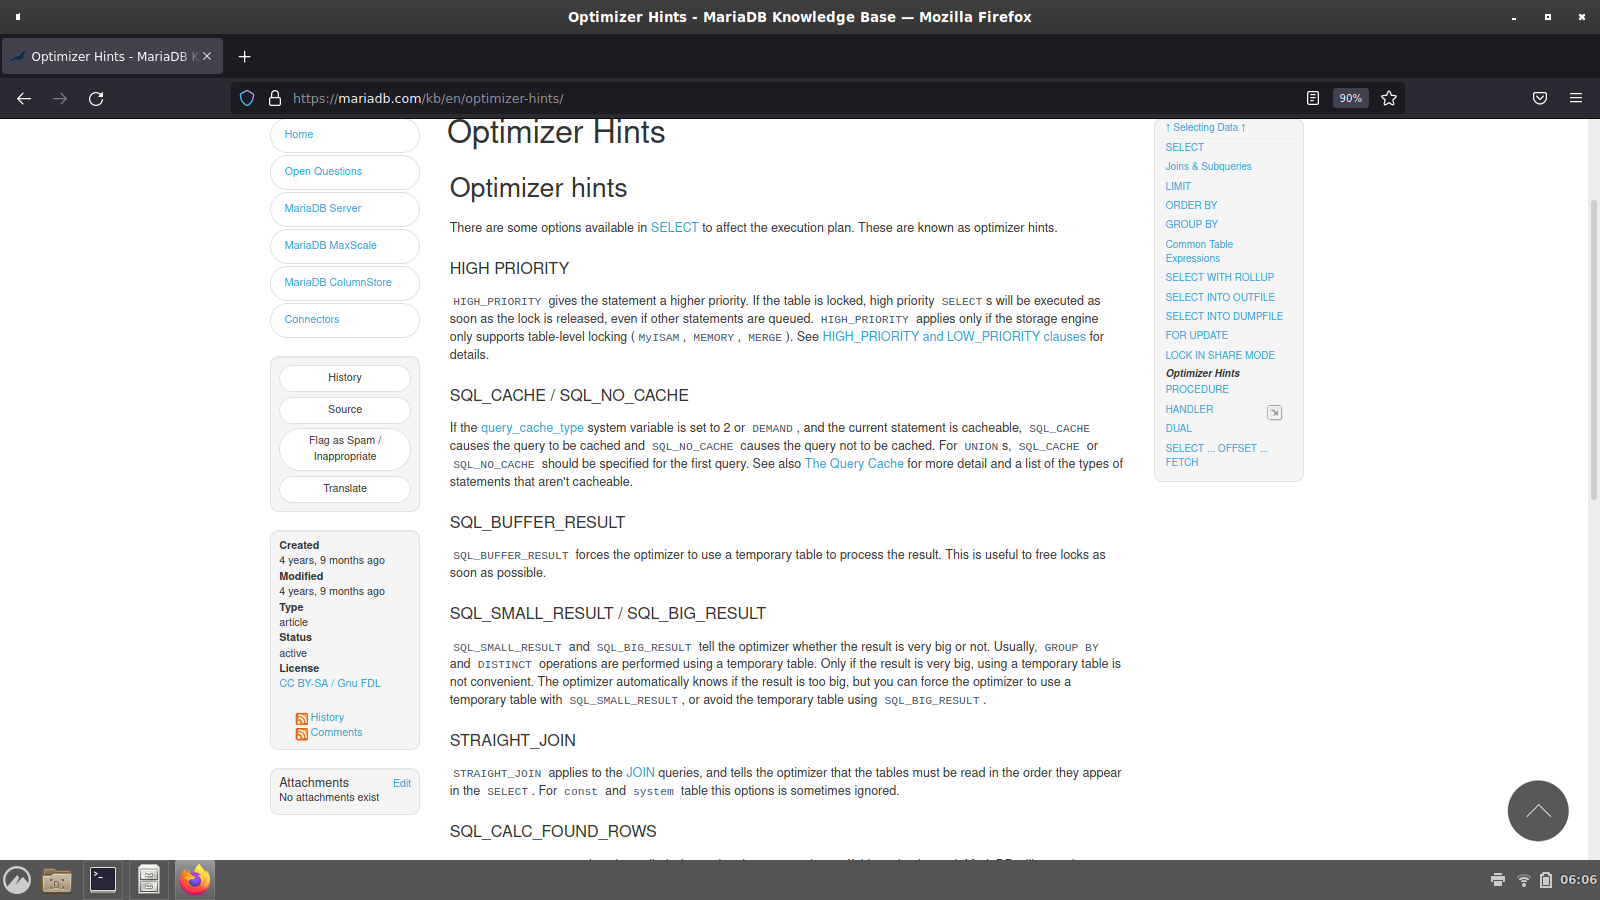 Optimizer Hints - MariaDB Knowledge Base — Mozilla Firefox
Optimizer Hints - MariaDB K
https://mariadb.com/kb/en/optimizer-hints/
90%
Home
Open Questions
MariaDB Server
MariaDB MaxScale
MariaDB ColumnStore
Connectors
History
Source
Flag as Spam /
Inappropriate
Translate
Created
4 years, 9 months ago
Modified
4 years, 9 months ago
Type
article
Status
active
License
CC BY-SA / Gnu FDL
History
Comments
Attachments Edit
No attachments exist
Optimizer Hints
Optimizer hints
There are some options available in SELECT to affect the execution plan. These are known as optimizer hints.
HIGH PRIORITY
HIGH_PRIORITY gives the statement a higher priority. If the table is locked, high priority SELECT s will be executed as
soon as the lock is released, even if other statements are queued. HIGH_PRIORITY applies only if the storage engine
only supports table-level locking ( MyISAM , MEMORY , MERGE ). See HIGH_PRIORITY and LOW_PRIORITY clauses for
details.
SQL_CACHE / SQL_NO_CACHE
If the query_cache_type system variable is set to 2 or DEMAND , and the current statement is cacheable, SQL_CACHE
causes the query to be cached and SQL_NO_CACHE causes the query not to be cached. For UNION s, SQL_CACHE or
SQL_NO_CACHE should be specified for the first query. See also The Query Cache for more detail and a list of the types of
statements that aren't cacheable.
SQL_BUFFER_RESULT
SQL_BUFFER_RESULT forces the optimizer to use a temporary table to process the result. This is useful to free locks as
soon as possible.
SQL_SMALL_RESULT / SQL_BIG_RESULT
SQL_SMALL_RESULT and SQL_BIG_RESULT tell the optimizer whether the result is very big or not. Usually, GROUP BY
and DISTINCT operations are performed using a temporary table. Only if the result is very big, using a temporary table is
not convenient. The optimizer automatically knows if the result is too big, but you can force the optimizer to use a
temporary table with SQL_SMALL_RESULT , or avoid the temporary table using SQL_BIG_RESULT .
STRAIGHT_JOIN
STRAIGHT_JOIN applies to the JOIN queries, and tells the optimizer that the tables must be read in the order they appear
in the SELECT . For const and system table this options is sometimes ignored.
SQL_CALC_FOUND_ROWS
↑ Selecting Data ↑
SELECT
Joins & Subqueries
LIMIT
ORDER BY
GROUP BY
Common Table
Expressions
SELECT WITH ROLLUP
SELECT INTO OUTFILE
SELECT INTO DUMPFILE
FOR UPDATE
LOCK IN SHARE MODE
Optimizer Hints
PROCEDURE
HANDLER
DUAL
SELECT ... OFFSET ...
FETCH
06:06